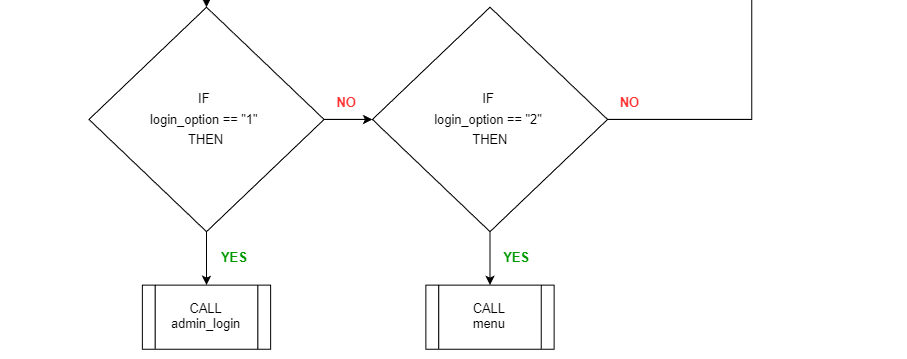 IF
login_option == "1"
THEN
NO
IF
login_option == "2"
THEN
NO
YES
YES
CALL
admin_login
CALL
menu